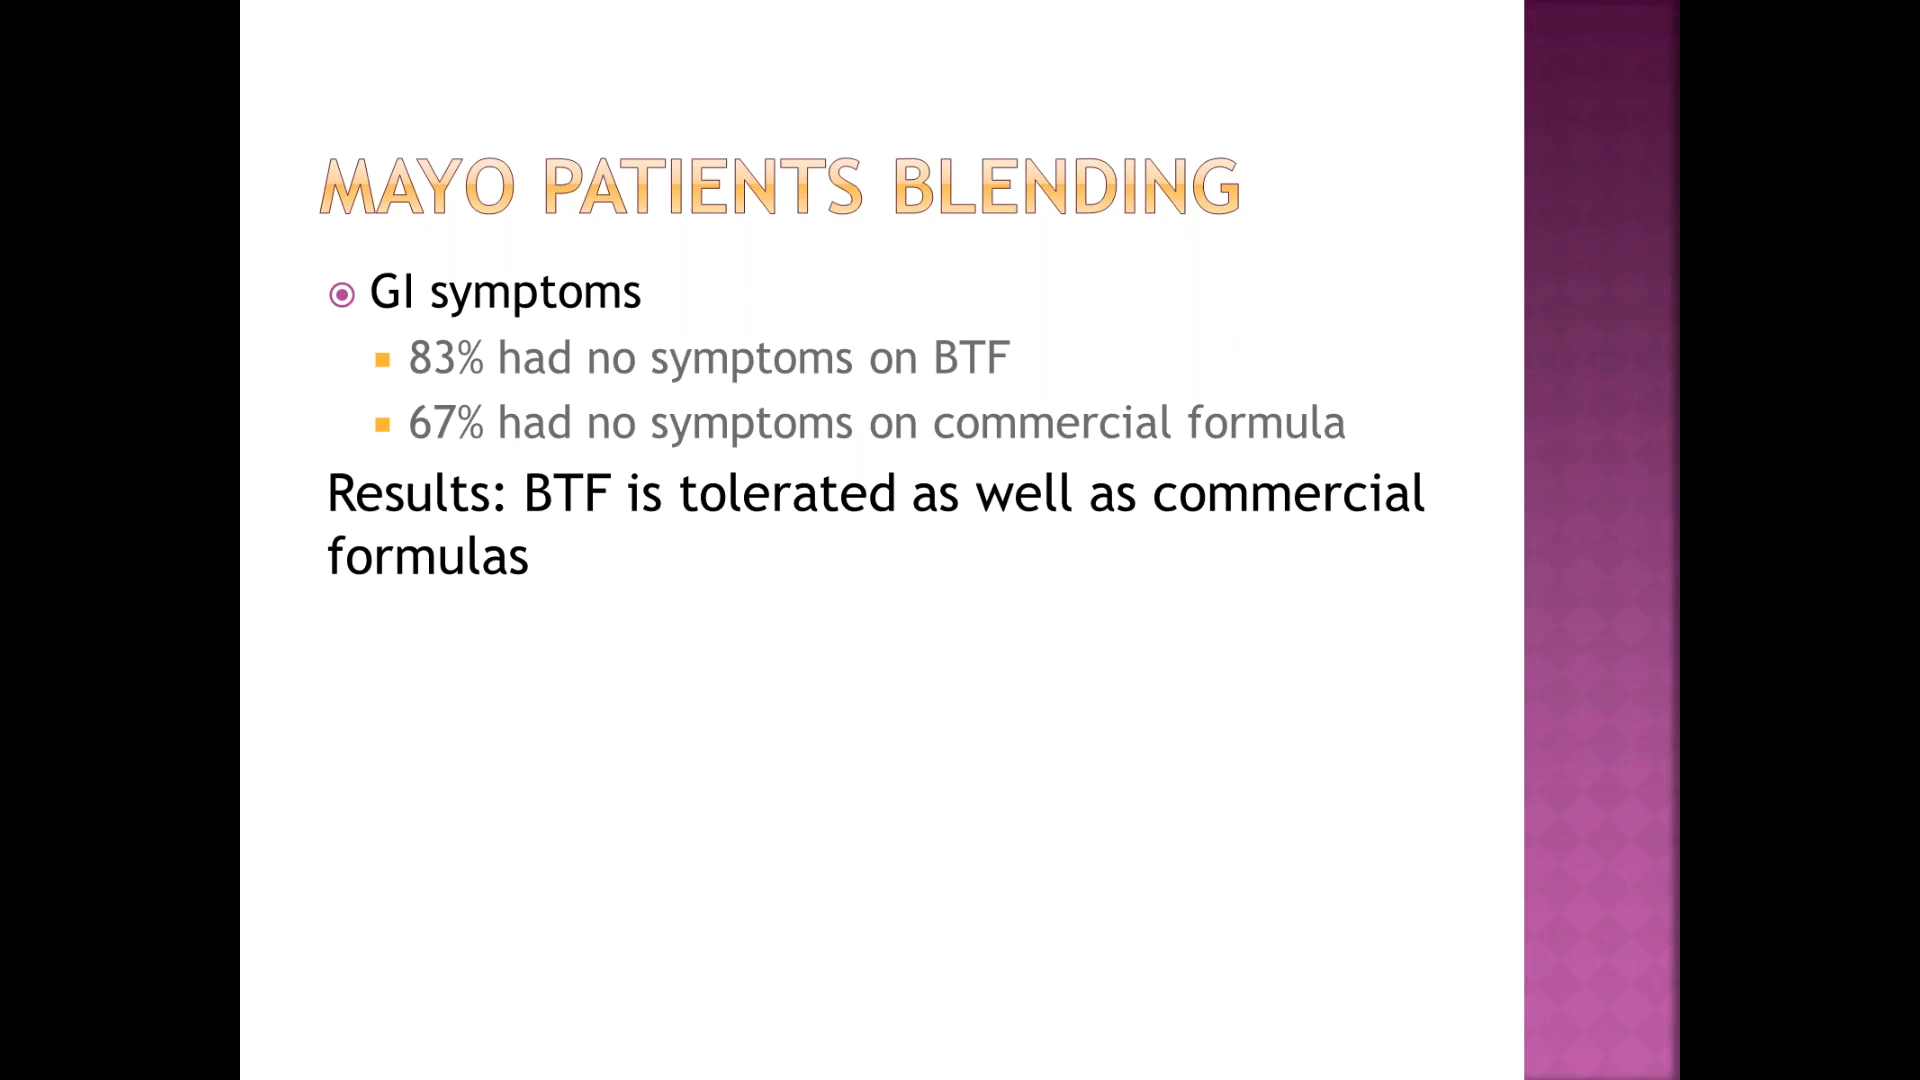 MAYO PATIENTS BLENDING
GI symptoms
83% had no symptoms on BTF
67% had no symptoms on commercial formula
Results: BTF is tolerated as well as commercial
formulas